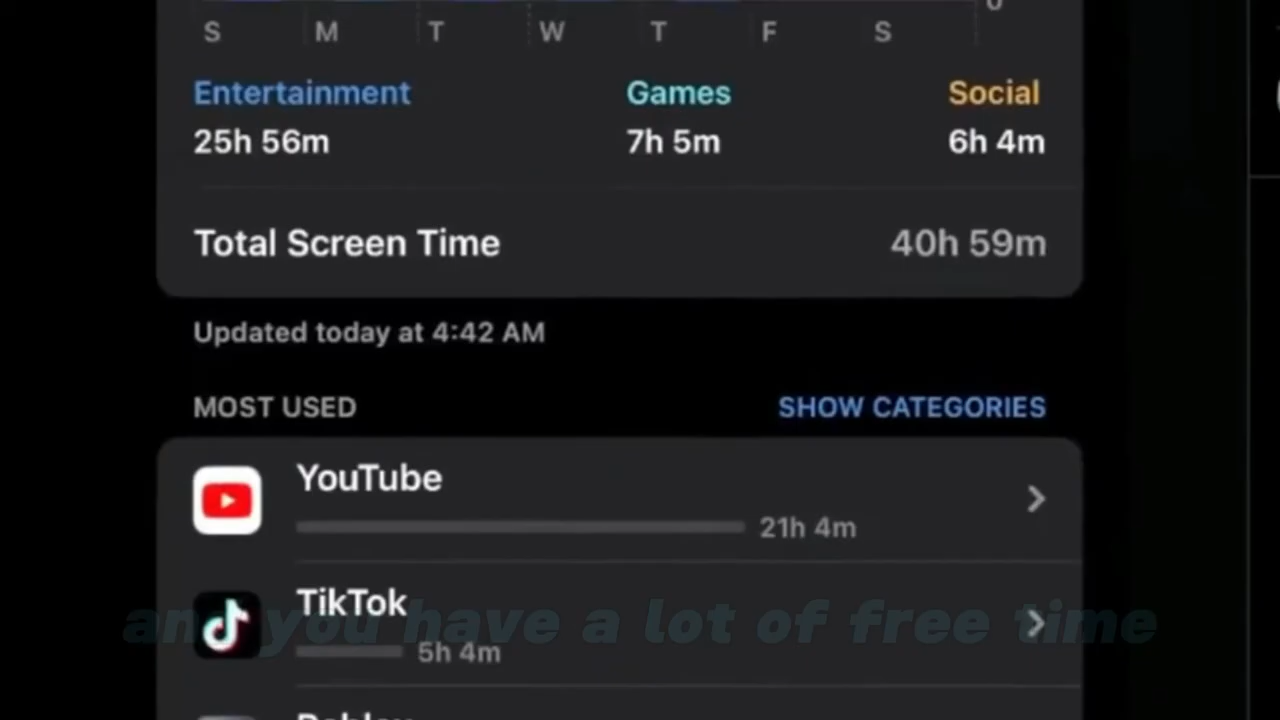 S M T W T F S
Entertainment Games Social
25h 56m 7h 5m 6h 4m
Total Screen Time 40h 59m
Updated today at 4:42 AM
MOST USED SHOW CATEGORIES
YouTube
21h 4m
TikTok
and you have a lot of free time
5h 4m